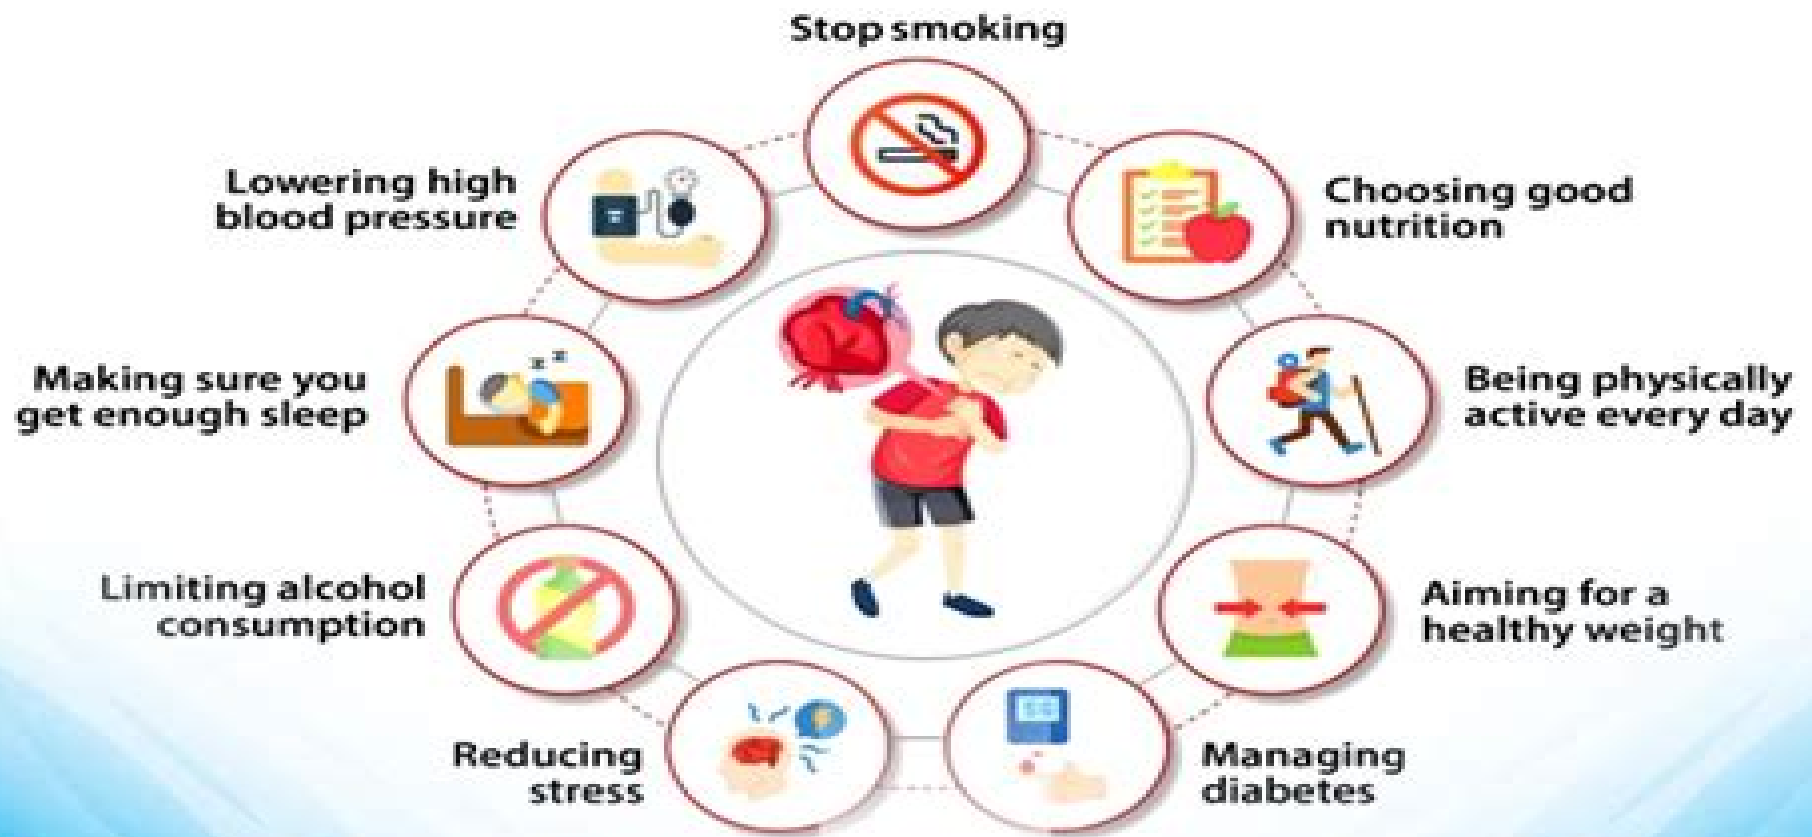 Stop smoking
Choosing good
nutrition
Being physically
active every day
Aiming for a
healthy weight
Managing
diabetes
Reducing
stress
Limiting alcohol
consumption
Making sure you
get enough sleep
z z
Lowering high
blood pressure